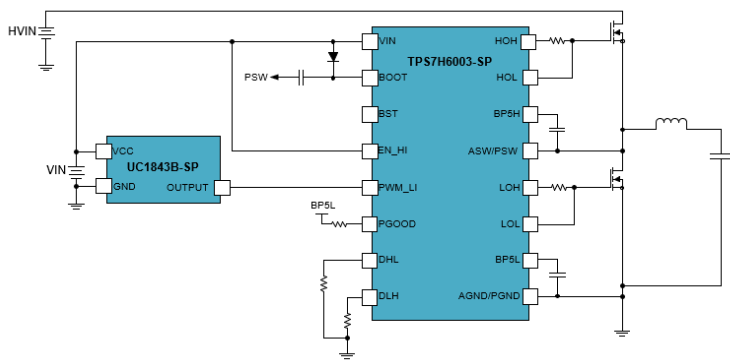 HVIN
VIN
TPS7H6003-SP
HOH
PSW
BOOT
HOL
BST
BP5H
UC1843B-SP
VCC
EN_HI
ASW/PSW
VIN
GND
OUTPUT
PWM_LI
LOH
BP5L
PGOOD
LOL
DHL
BP5L
DLH
AGND/PGND